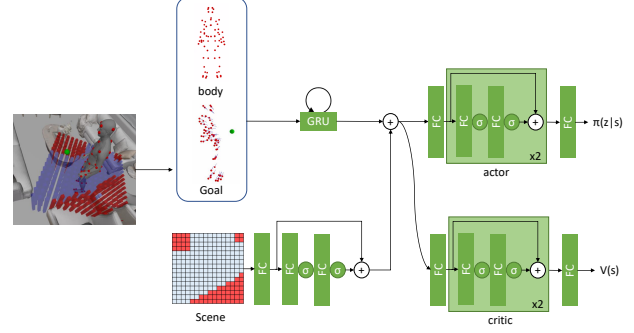 body
Goal
GRU
+
FC
FC
σ
FC
σ
+
x2
FC
π(z|s)
actor
Scene
FC
FC
σ
FC
σ
+
FC
FC
σ
FC
σ
+
x2
FC
V(s)
critic